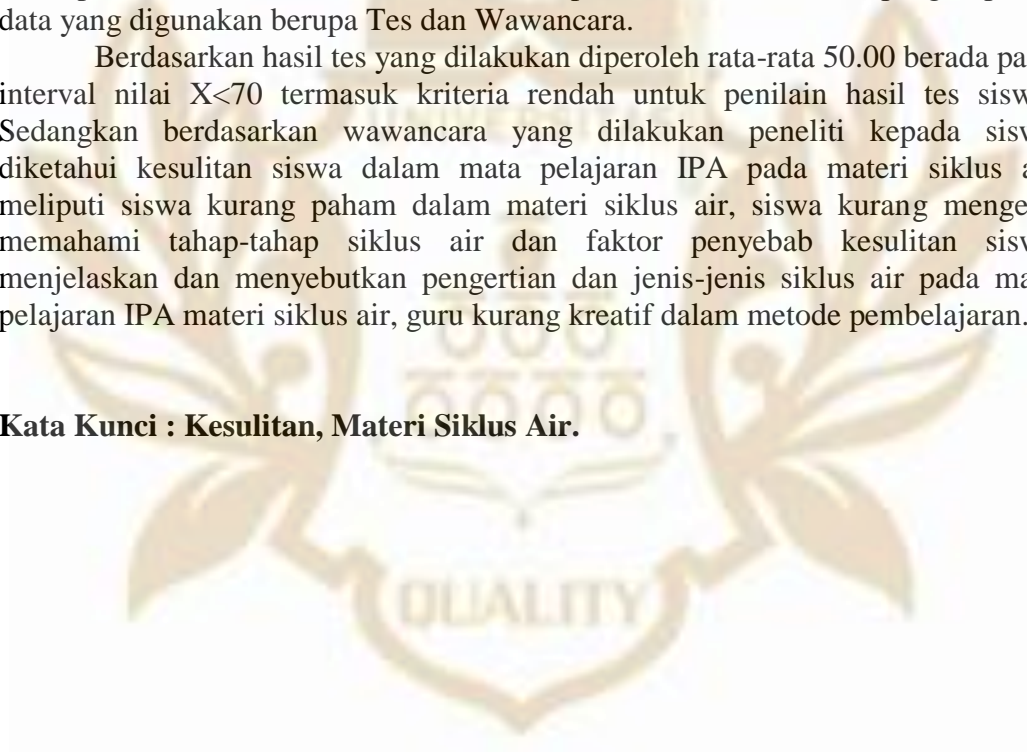 data yang digunakan berupa Tes dan Wawancara.
Berdasarkan hasil tes yang dilakukan diperoleh rata-rata 50.00 berada pa
interval nilai X<70 termasuk kriteria rendah untuk penilain hasil tes sisw
Sedangkan berdasarkan wawancara yang dilakukan peneliti kepada sisw
diketahui kesulitan siswa dalam mata pelajaran IPA pada materi siklus a
meliputi siswa kurang paham dalam materi siklus air, siswa kurang menge
memahami tahap-tahap siklus air dan faktor penyebab kesulitan sisw
menjelaskan dan menyebutkan pengertian dan jenis-jenis siklus air pada ma
pelajaran IPA materi siklus air, guru kurang kreatif dalam metode pembelajaran.
Kata Kunci : Kesulitan, Materi Siklus Air.
QUALITY